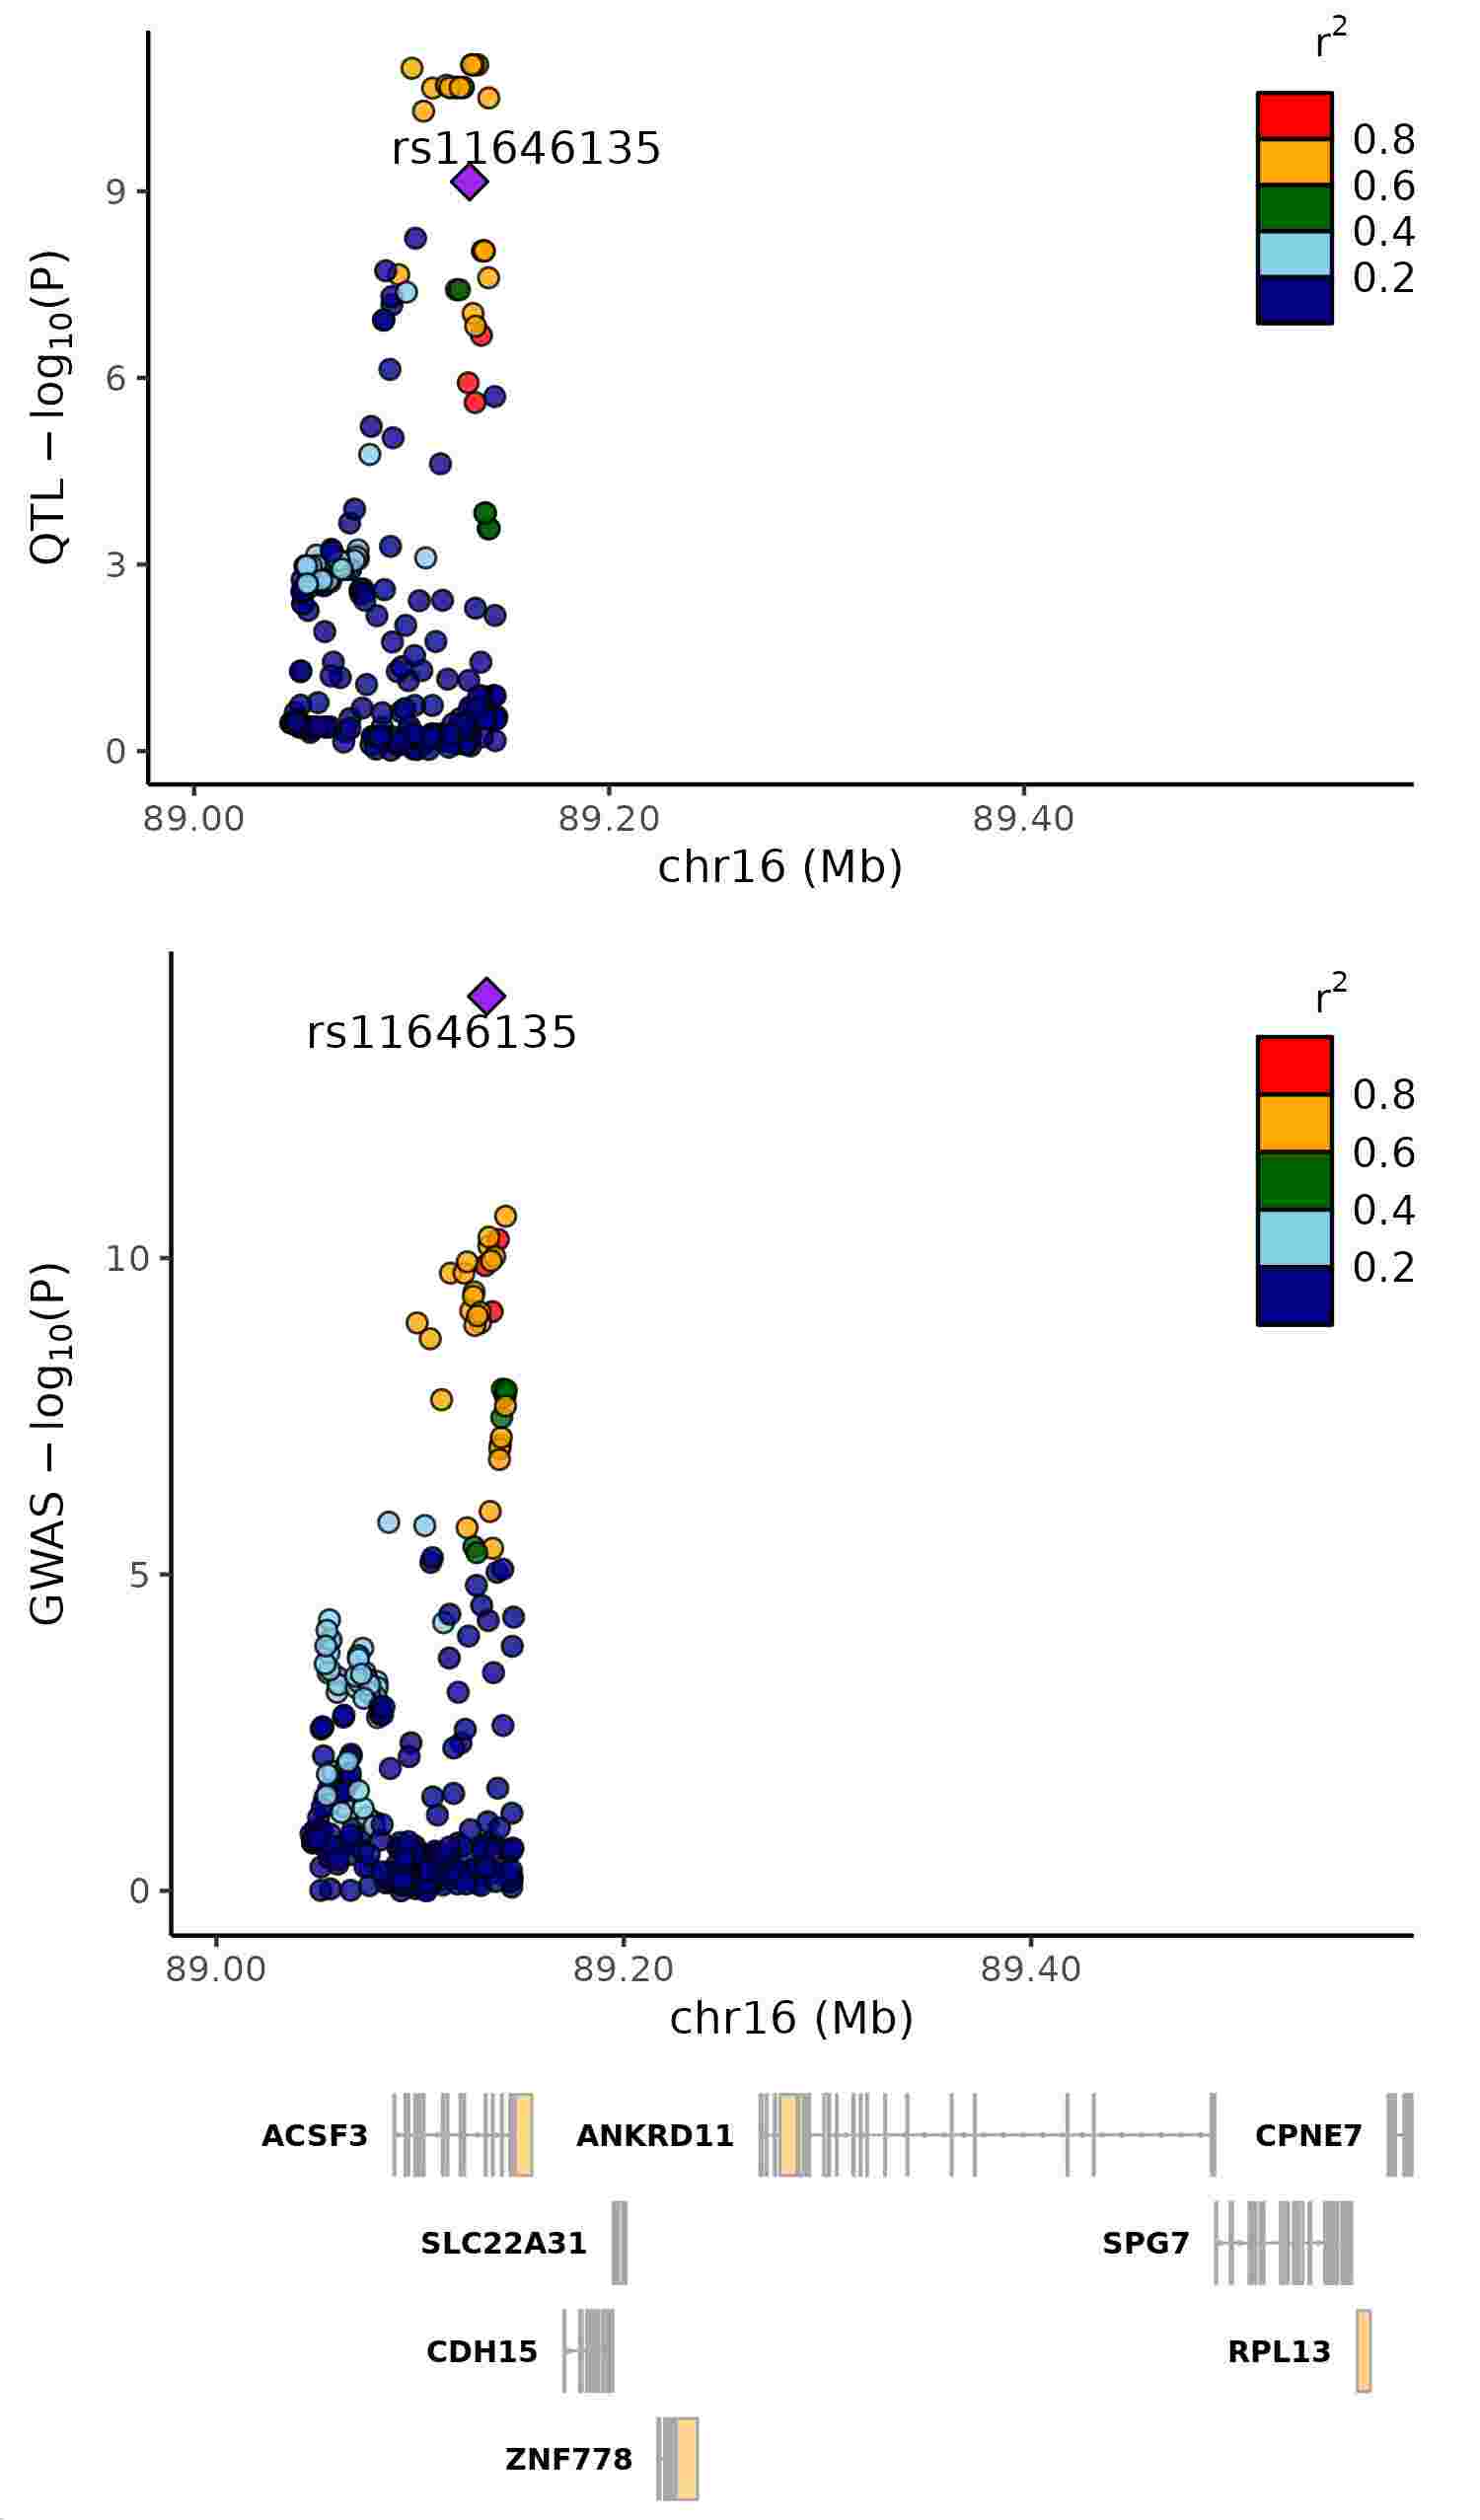 r²
0.8
0.6
0.4
0.2
rs11646135
QTL −log₁₀(P)
9
6
3
0
89.00 89.20 89.40
chr16 (Mb)
r²
0.8
0.6
0.4
0.2
rs11646135
GWAS −log₁₀(P)
10
5
0
89.00 89.20 89.40
chr16 (Mb)
ACSF3 ANKRD11 CPNE7
SLC22A31 SPG7
CDH15 RPL13
ZNF778